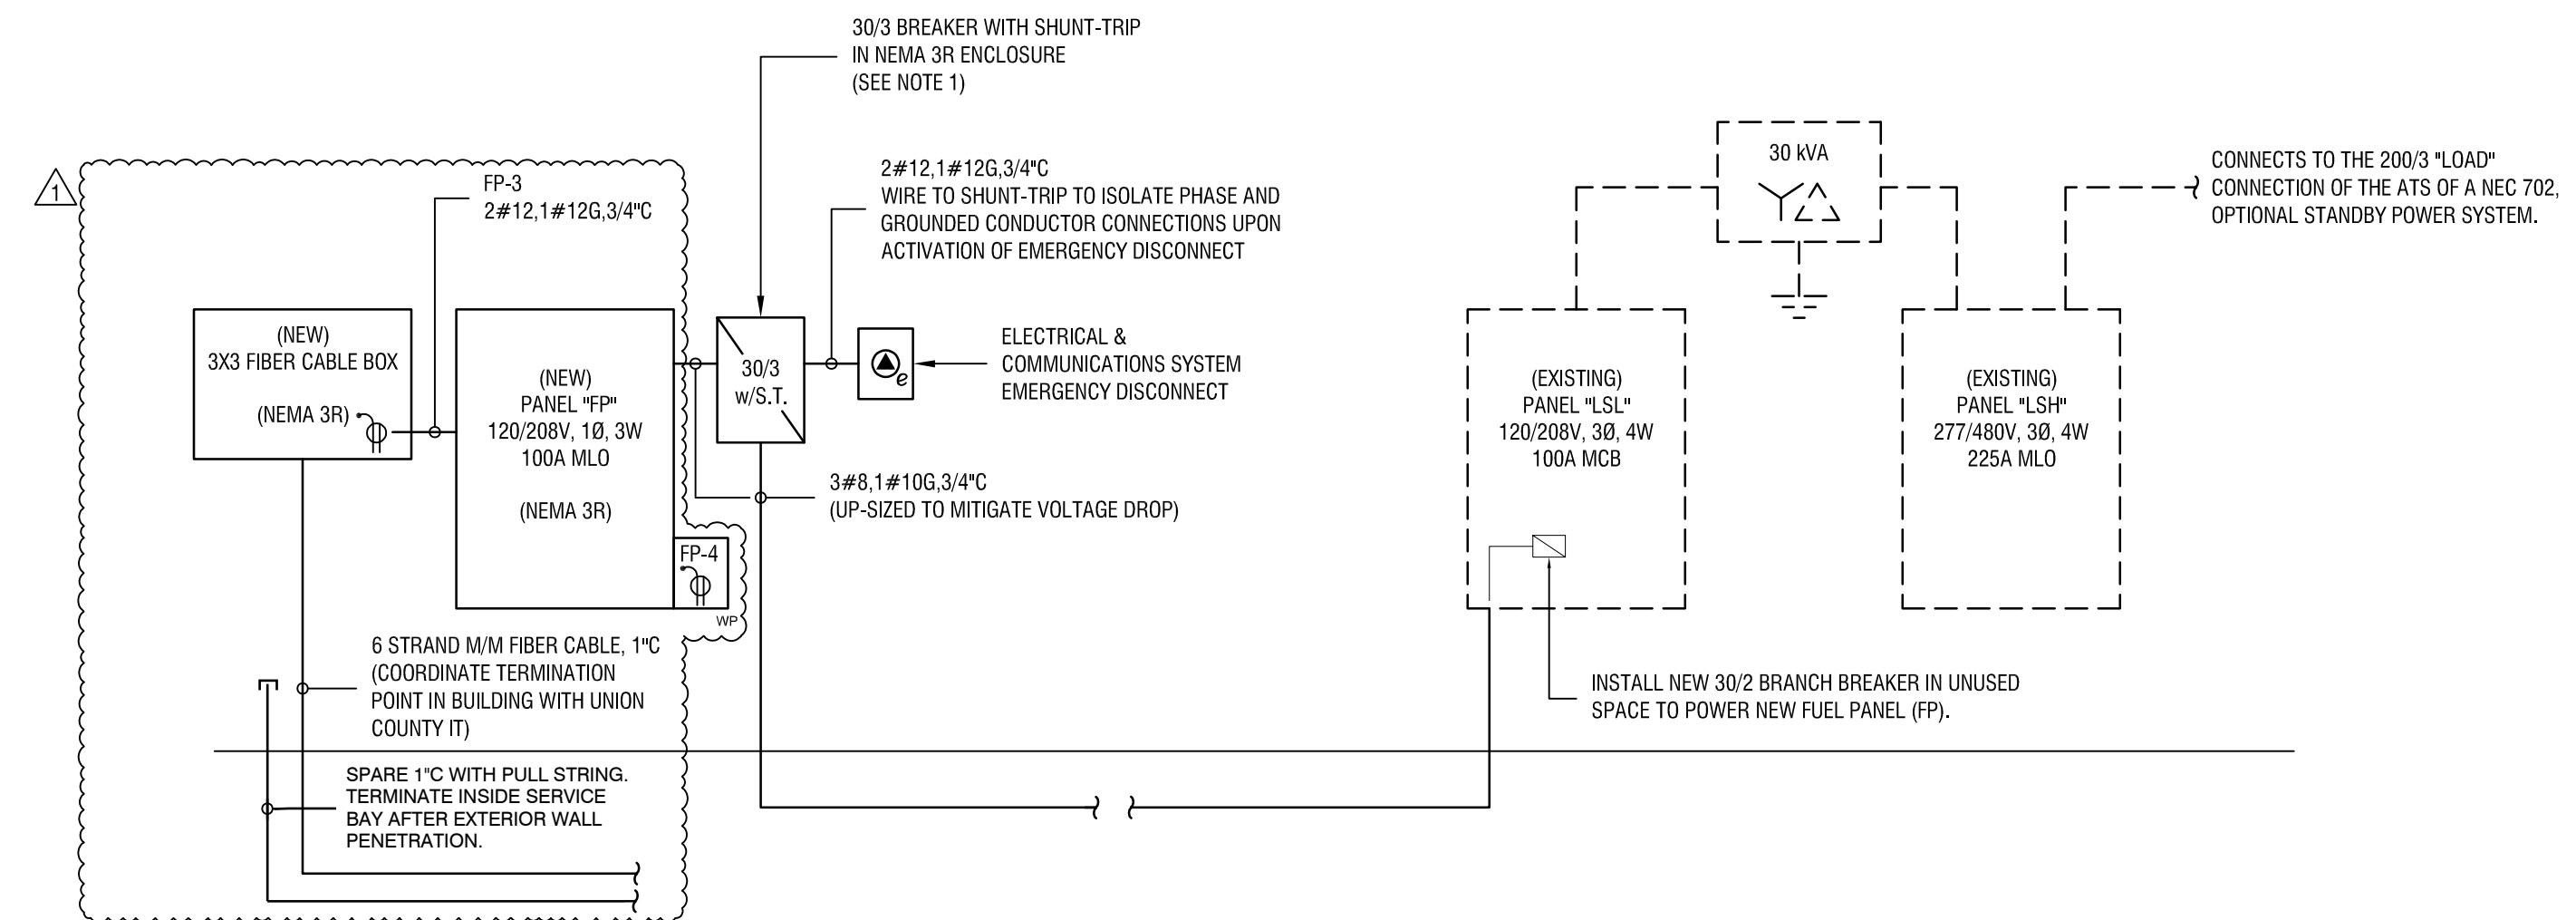 30/3 BREAKER WITH SHUNT-TRIP
IN NEMA 3R ENCLOSURE
(SEE NOTE 1)
1
FP-3
2#12,1#12G,3/4"C
2#12,1#12G,3/4"C
WIRE TO SHUNT-TRIP TO ISOLATE PHASE AND
GROUNDED CONDUCTOR CONNECTIONS UPON
ACTIVATION OF EMERGENCY DISCONNECT
30 kVA
CONNECTS TO THE 200/3 "LOAD"
CONNECTION OF THE ATS OF A NEC 702,
OPTIONAL STANDBY POWER SYSTEM.
(NEW)
3X3 FIBER CABLE BOX
(NEMA 3R)
(NEW)
PANEL "FP"
120/208V, 1Ø, 3W
100A MLO
(NEMA 3R)
30/3
w/S.T.
e
ELECTRICAL &
COMMUNICATIONS SYSTEM
EMERGENCY DISCONNECT
(EXISTING)
PANEL "LSL"
120/208V, 3Ø, 4W
100A MCB
(EXISTING)
PANEL "LSH"
277/480V, 3Ø, 4W
225A MLO
3#8,1#10G,3/4"C
(UP-SIZED TO MITIGATE VOLTAGE DROP)
FP-4
WP
6 STRAND M/M FIBER CABLE, 1"C
(COORDINATE TERMINATION
POINT IN BUILDING WITH UNION
COUNTY IT)
INSTALL NEW 30/2 BRANCH BREAKER IN UNUSED
SPACE TO POWER NEW FUEL PANEL (FP).
SPARE 1"C WITH PULL STRING.
TERMINATE INSIDE SERVICE
BAY AFTER EXTERIOR WALL
PENETRATION.